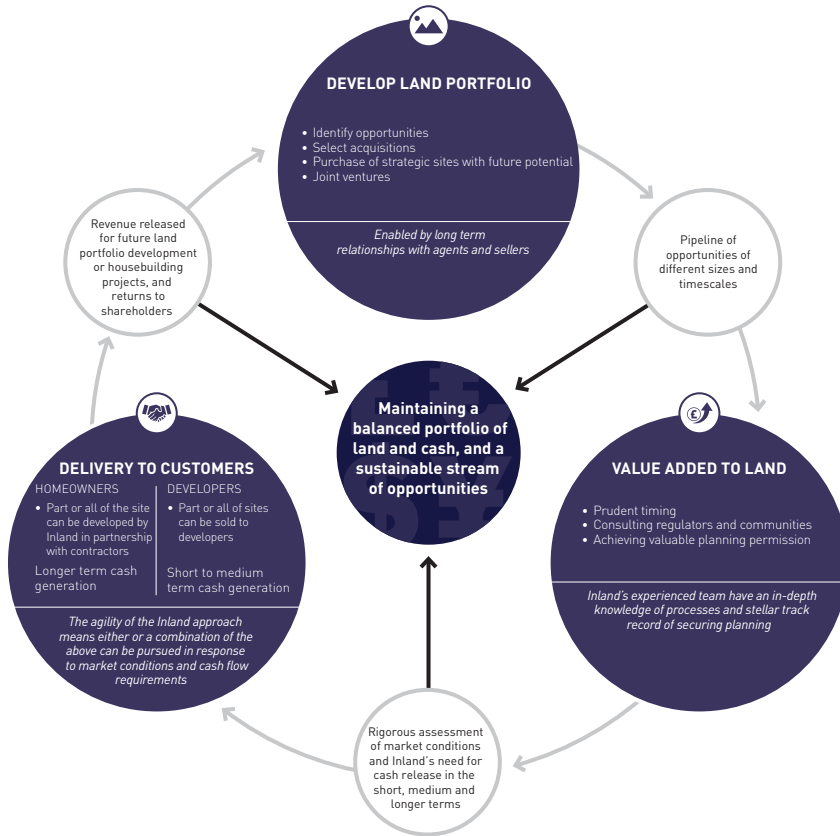 DEVELOP LAND PORTFOLIO
• Identify opportunities
• Select acquisitions
• Purchase of strategic sites with future potential
• Joint ventures
Enabled by long term
relationships with agents and sellers
Revenue released
for future land
portfolio development
or housebuilding
projects, and
returns to
shareholders
Pipeline of
opportunities of
different sizes and
timescales
Maintaining a
balanced portfolio of
land and cash, and a
sustainable stream
of opportunities
DELIVERY TO CUSTOMERS
HOMEOWNERS
• Part or all of the site
can be developed by
Inland in partnership
with contractors
Longer term cash
generation
DEVELOPERS
• Part or all of sites
can be sold to
developers
Short to medium
term cash generation
The agility of the Inland approach
means either or a combination of the
above can be pursued in response
to market conditions and cash flow
requirements
£
VALUE ADDED TO LAND
• Prudent timing
• Consulting regulators and communities
• Achieving valuable planning permission
Inland's experienced team have an in-depth
knowledge of processes and stellar track
record of securing planning
Rigorous assessment
of market conditions
and Inland's need for
cash release in the
short, medium and
longer terms